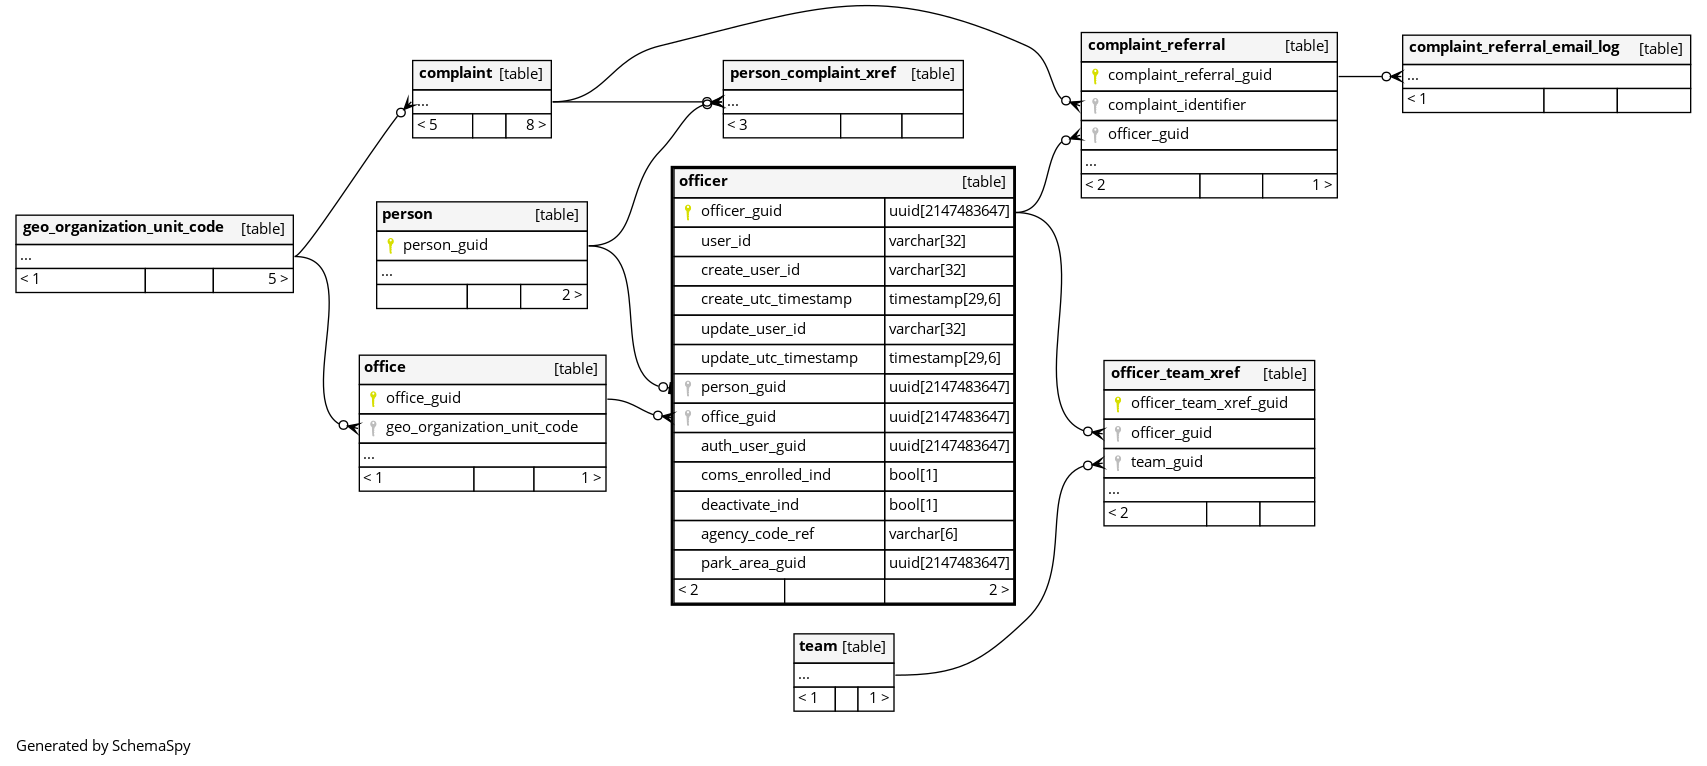 complaint [table]
...
< 5 8 >
person_complaint_xref [table]
...
< 3
complaint_referral [table]
complaint_referral_guid
complaint_identifier
officer_guid
...
< 2 1 >
complaint_referral_email_log [table]
...
< 1
geo_organization_unit_code [table]
...
< 1 5 >
person [table]
person_guid
...
2 >
office [table]
office_guid
geo_organization_unit_code
...
< 1 1 >
officer [table]
officer_guid uuid[2147483647]
user_id varchar[32]
create_user_id varchar[32]
create_utc_timestamp timestamp[29,6]
update_user_id varchar[32]
update_utc_timestamp timestamp[29,6]
person_guid uuid[2147483647]
office_guid uuid[2147483647]
auth_user_guid uuid[2147483647]
coms_enrolled_ind bool[1]
deactivate_ind bool[1]
agency_code_ref varchar[6]
park_area_guid uuid[2147483647]
< 2 2 >
officer_team_xref [table]
officer_team_xref_guid
officer_guid
team_guid
...
< 2
team [table]
...
< 1 1 >
Generated by SchemaSpy